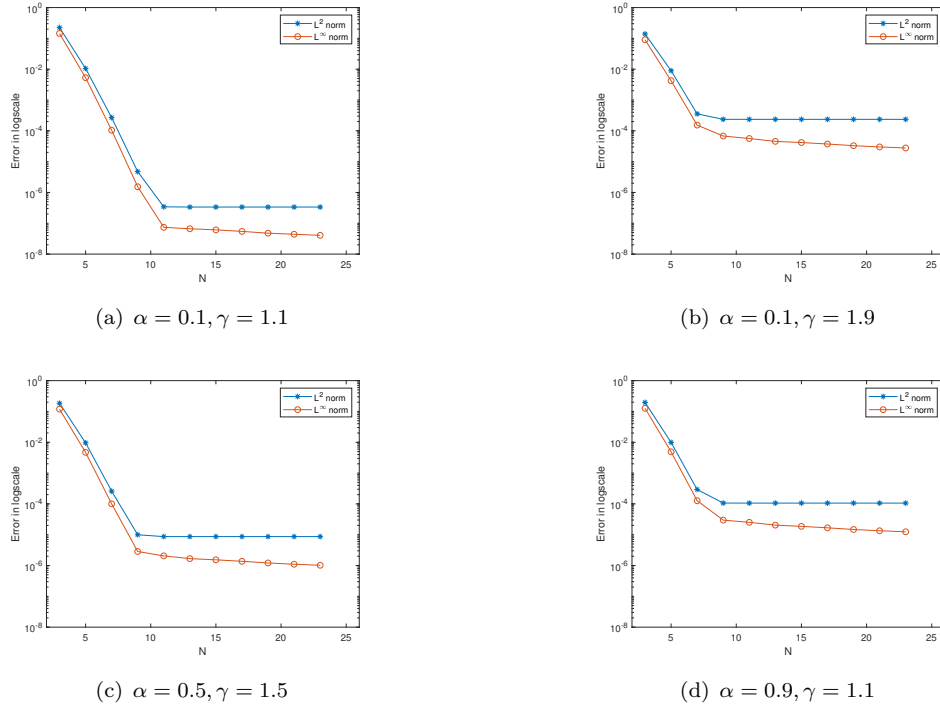 10^0
10^-2
10^-4
10^-6
10^-8
Error in logscale
5
10
15
20
25
N
L^2 norm
L^∞ norm
(a) α = 0.1, γ = 1.1
10^0
10^-2
10^-4
10^-6
10^-8
Error in logscale
5
10
15
20
25
N
L^2 norm
L^∞ norm
(b) α = 0.1, γ = 1.9
10^0
10^-2
10^-4
10^-6
10^-8
Error in logscale
5
10
15
20
25
N
L^2 norm
L^∞ norm
(c) α = 0.5, γ = 1.5
10^0
10^-2
10^-4
10^-6
10^-8
Error in logscale
5
10
15
20
25
N
L^2 norm
L^∞ norm
(d) α = 0.9, γ = 1.1